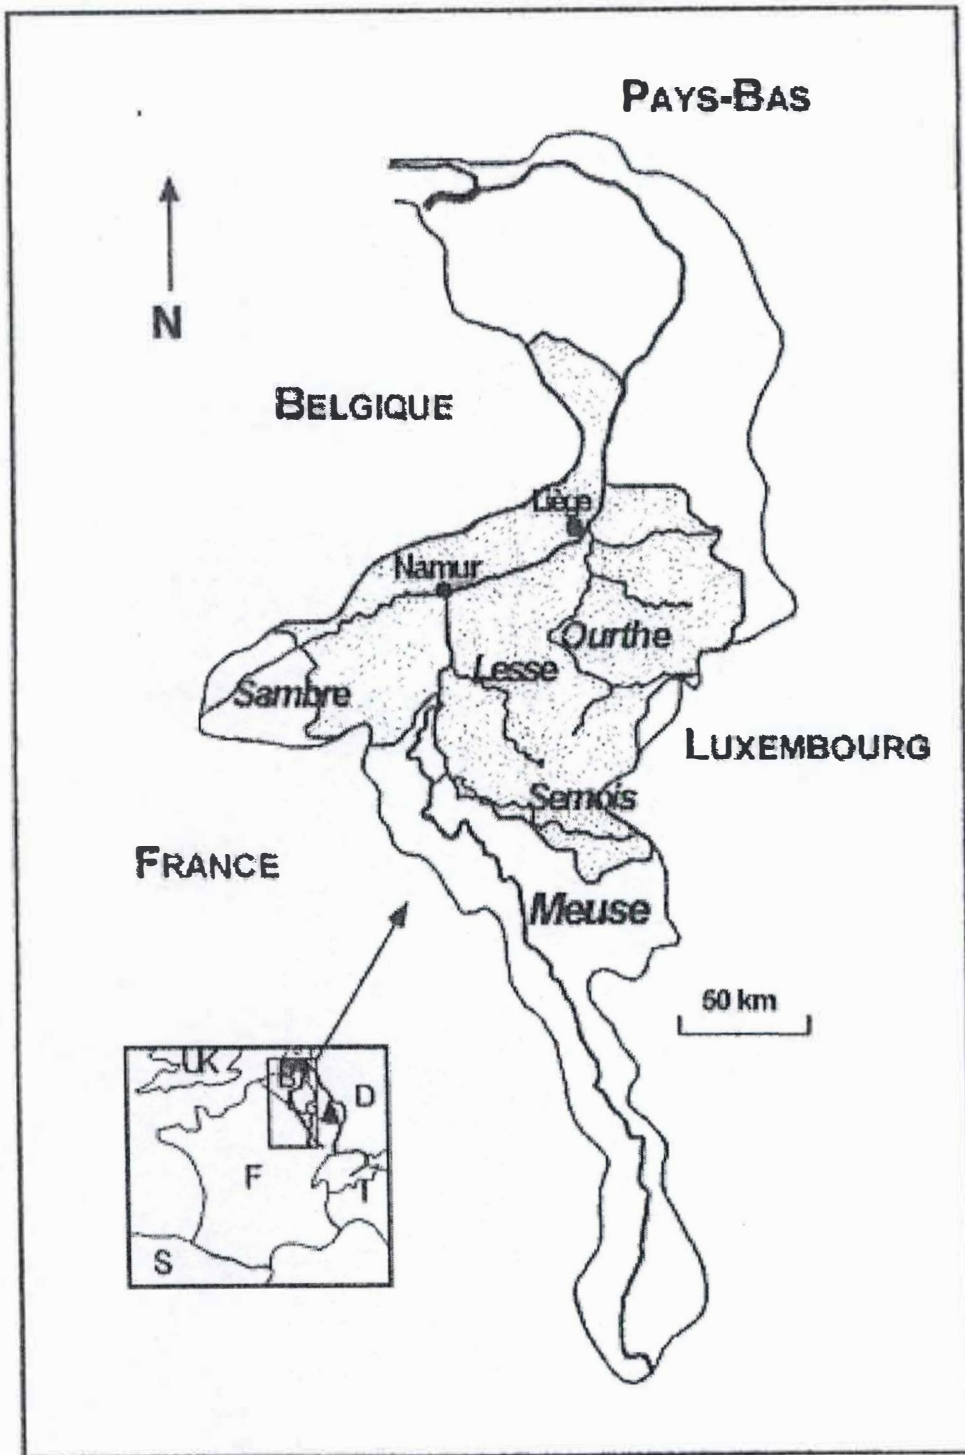 PAYS-BAS
N
BELGIQUE
Liège
Namur
Ourthe
Lesse
Sambre
LUXEMBOURG
Semois
FRANCE
Meuse
50 km
UK
B
D
F
I
S